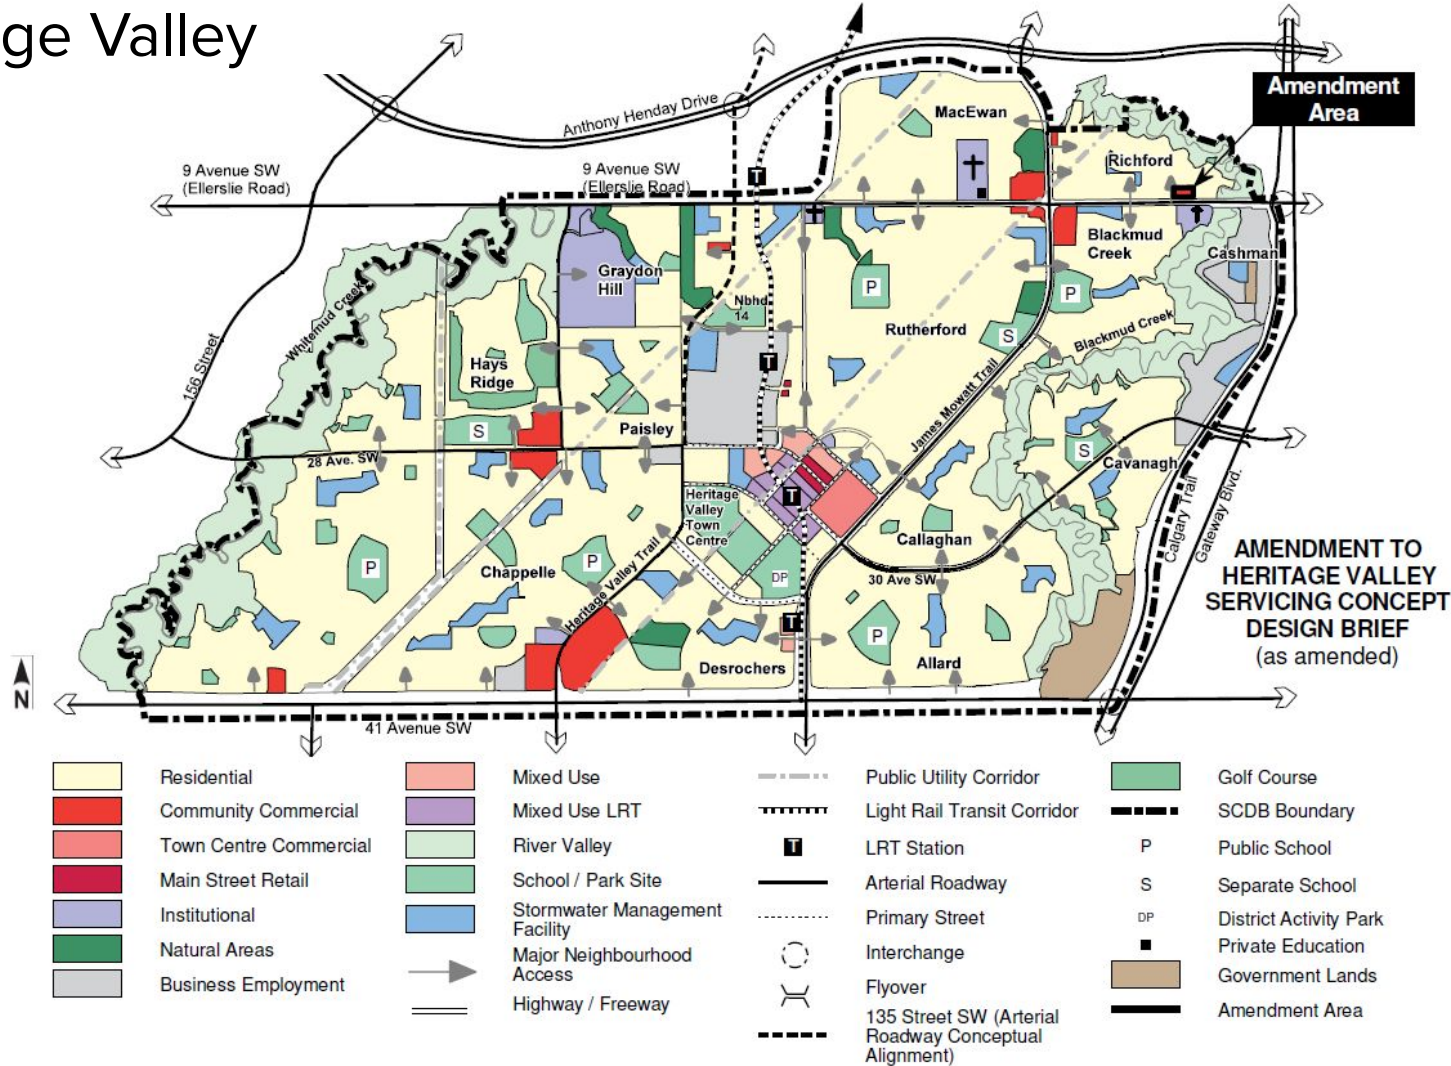 ge Valley
Amendment
Area
MacEwan
Richford
Anthony Henday Drive
9 Avenue SW
(Ellerslie Road)
9 Avenue SW
(Ellerslie Road)
T
Blackmud
Creek
Cashman
Graydon
Hill
P
P
Nbhd
14
Whitemud Creek
Rutherford
S
Blackmud Creek
156 Street
T
Hays
Ridge
James Mowatt Trail
S
Paisley
28 Ave. SW
S
Cavanagh
Heritage
Valley
Town
Centre
T
Calgary Trail
Gateway Blvd.
Callaghan
P
P
Chappelle
DP
30 Ave SW
Heritage Valley Trail
T
P
Desrochers
Allard
N
41 Avenue SW
AMENDMENT TO
HERITAGE VALLEY
SERVICING CONCEPT
DESIGN BRIEF
(as amended)
Residential
Community Commercial
Town Centre Commercial
Main Street Retail
Institutional
Natural Areas
Business Employment
Mixed Use
Mixed Use LRT
River Valley
School / Park Site
Stormwater Management
Facility
Major Neighbourhood
Access
Highway / Freeway
Public Utility Corridor
Light Rail Transit Corridor
T
LRT Station
Arterial Roadway
Primary Street
Interchange
Flyover
135 Street SW (Arterial
Roadway Conceptual
Alignment)
Golf Course
SCDB Boundary
P
Public School
S
Separate School
DP
District Activity Park
Private Education
Government Lands
Amendment Area